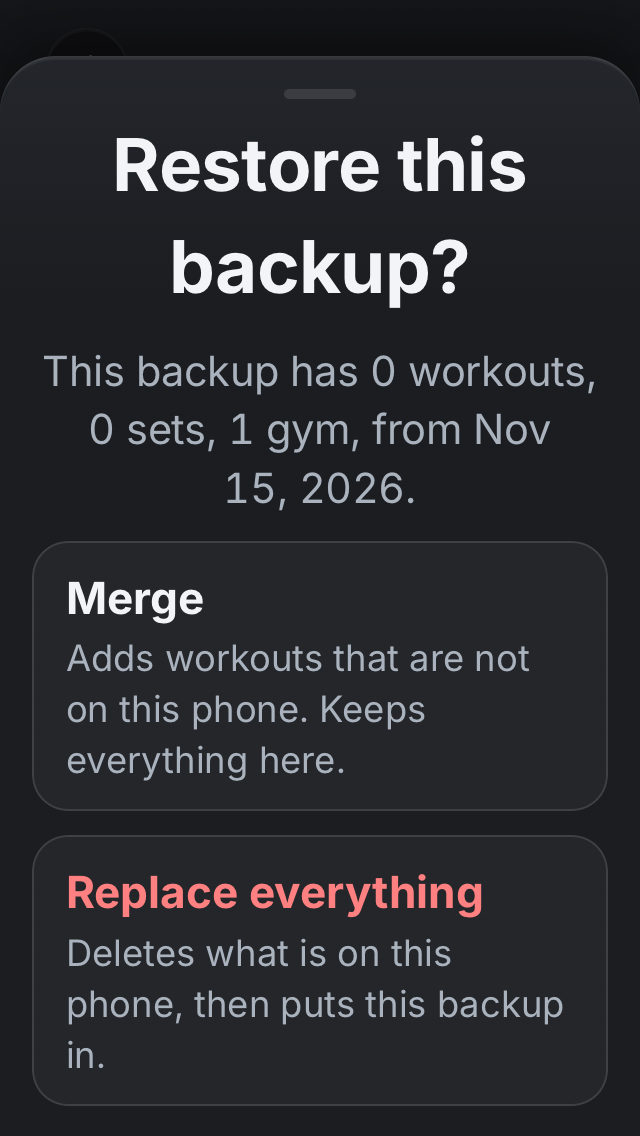 Restore this
backup?
This backup has 0 workouts,
0 sets, 1 gym, from Nov
15, 2026.
Merge
Adds workouts that are not
on this phone. Keeps
everything here.
Replace everything
Deletes what is on this
phone, then puts this backup
in.